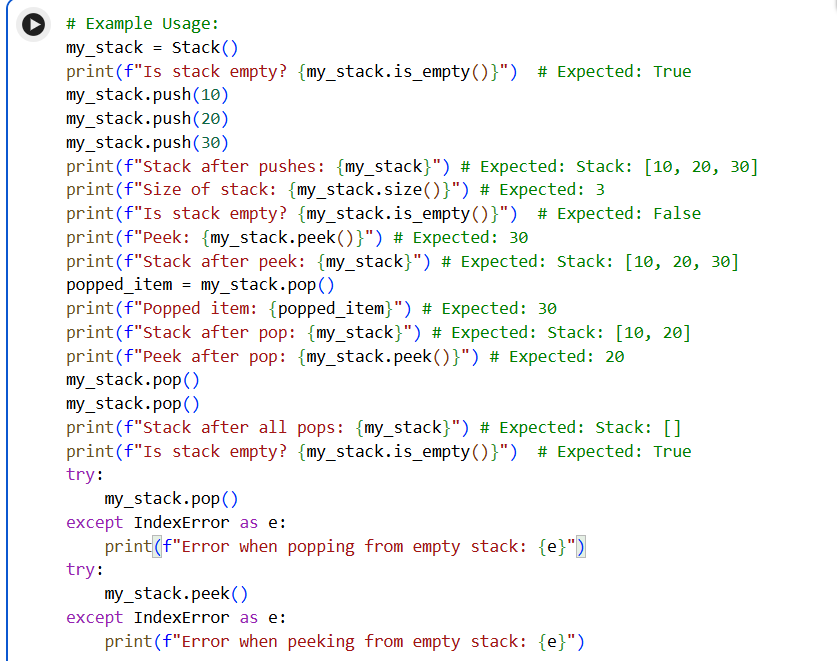 # Example Usage:
my_stack = Stack()
print(f"Is stack empty? {my_stack.is_empty()}")  # Expected: True
my_stack.push(10)
my_stack.push(20)
my_stack.push(30)
print(f"Stack after pushes: {my_stack}") # Expected: Stack: [10, 20, 30]
print(f"Size of stack: {my_stack.size()}") # Expected: 3
print(f"Is stack empty? {my_stack.is_empty()}")  # Expected: False
print(f"Peek: {my_stack.peek()}") # Expected: 30
print(f"Stack after peek: {my_stack}") # Expected: Stack: [10, 20, 30]
popped_item = my_stack.pop()
print(f"Popped item: {popped_item}") # Expected: 30
print(f"Stack after pop: {my_stack}") # Expected: Stack: [10, 20]
print(f"Peek after pop: {my_stack.peek()}") # Expected: 20
my_stack.pop()
my_stack.pop()
print(f"Stack after all pops: {my_stack}") # Expected: Stack: []
print(f"Is stack empty? {my_stack.is_empty()}")  # Expected: True
try:
    my_stack.pop()
except IndexError as e:
    print(f"Error when popping from empty stack: {e}")
try:
    my_stack.peek()
except IndexError as e:
    print(f"Error when peeking from empty stack: {e}")